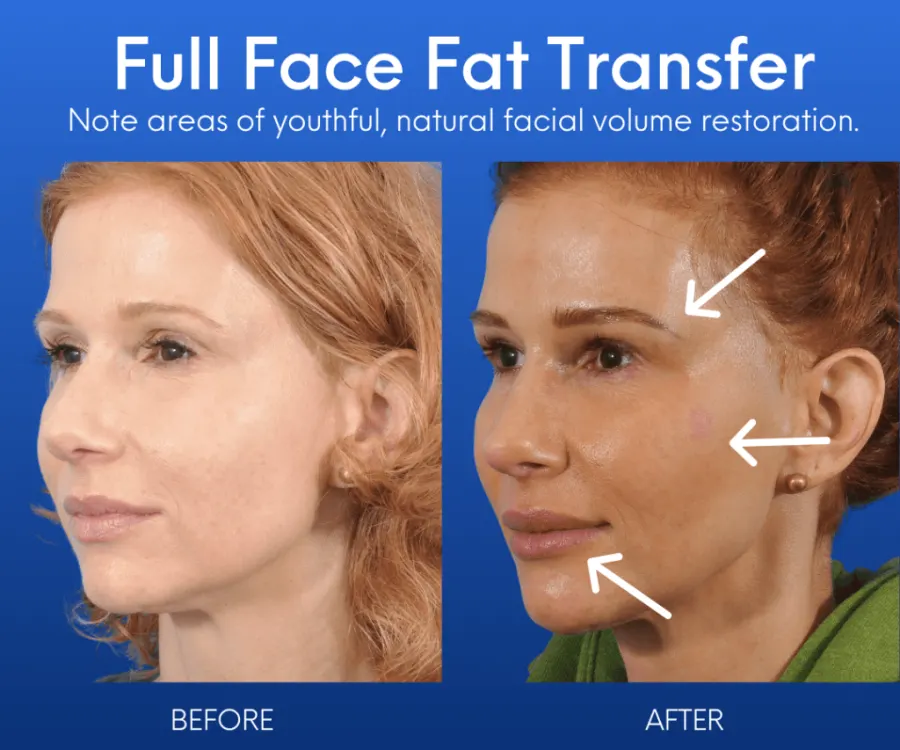 Full Face Fat Transfer
Note areas of youthful, natural facial volume restoration.
BEFORE
AFTER